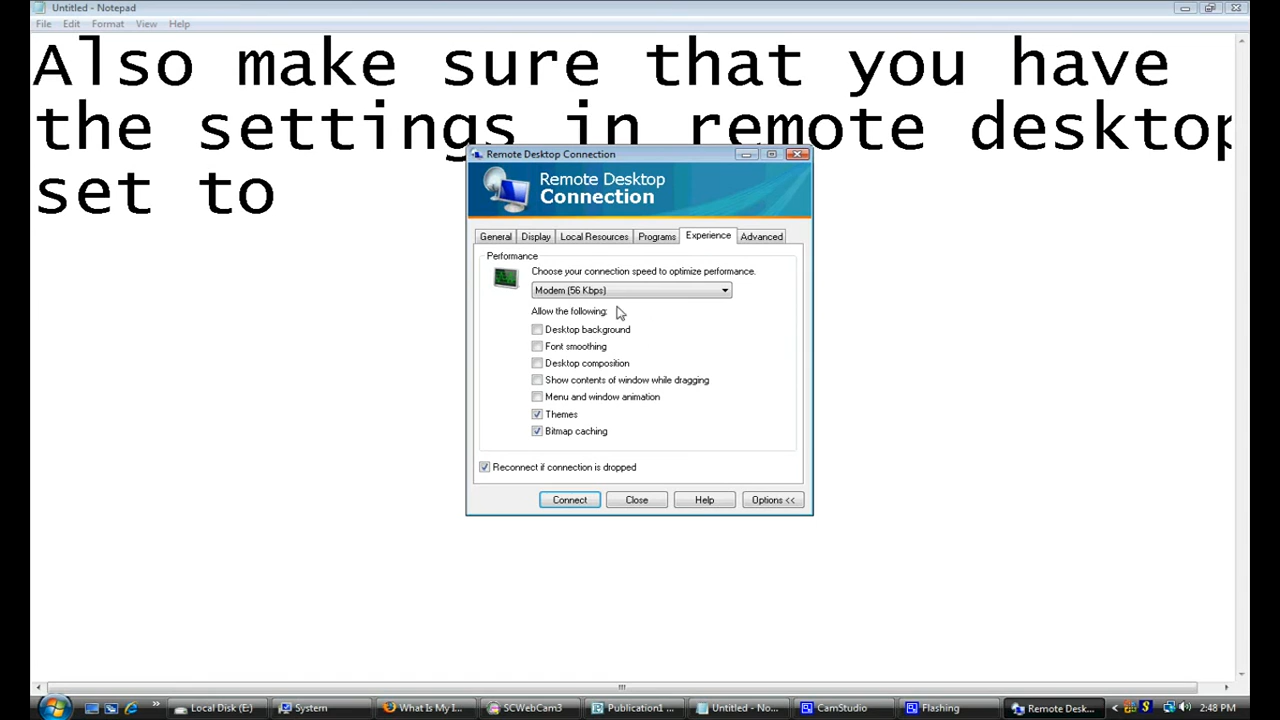 Untitled - Notepad
File Edit Format View Help
Also make sure that you have
the settings in remote desktop
set to
Remote Desktop Connection
Remote Desktop
Connection
General Display Local Resources Programs Experience Advanced
Performance
Choose your connection speed to optimize performance.
Modem (56 Kbps)
Allow the following:
Desktop background
Font smoothing
Desktop composition
Show contents of window while dragging
Menu and window animation
Themes
Bitmap caching
Reconnect if connection is dropped
Connect Close Help Options <<
Local Disk (E:) System What Is My I... SCWebCam3 Publication1 ... Untitled - No... CamStudio Flashing Remote Desk... 2:48 PM